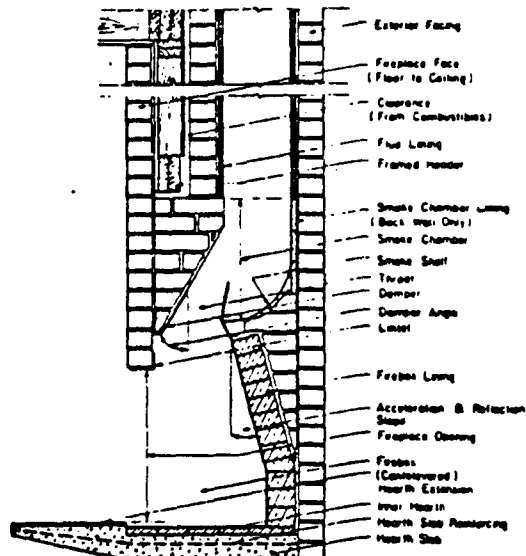 Exterior Facing
Fireplace Face
(Floor to Ceiling)
Clearance
(From Combustibles)
Flue Lining
Framed Header
Smoke Chamber Lining
(Back Wall Only)
Smoke Chamber
Smoke Shelf
Throat
Damper
Damper Angle
Lintel
Firebox Lining
Acceleration & Reflection
Slope
Fireplace Opening
Firebox
(Cantilevered)
Hearth Extension
Inner Hearth
Hearth Slab Reinforcing
Hearth Slab